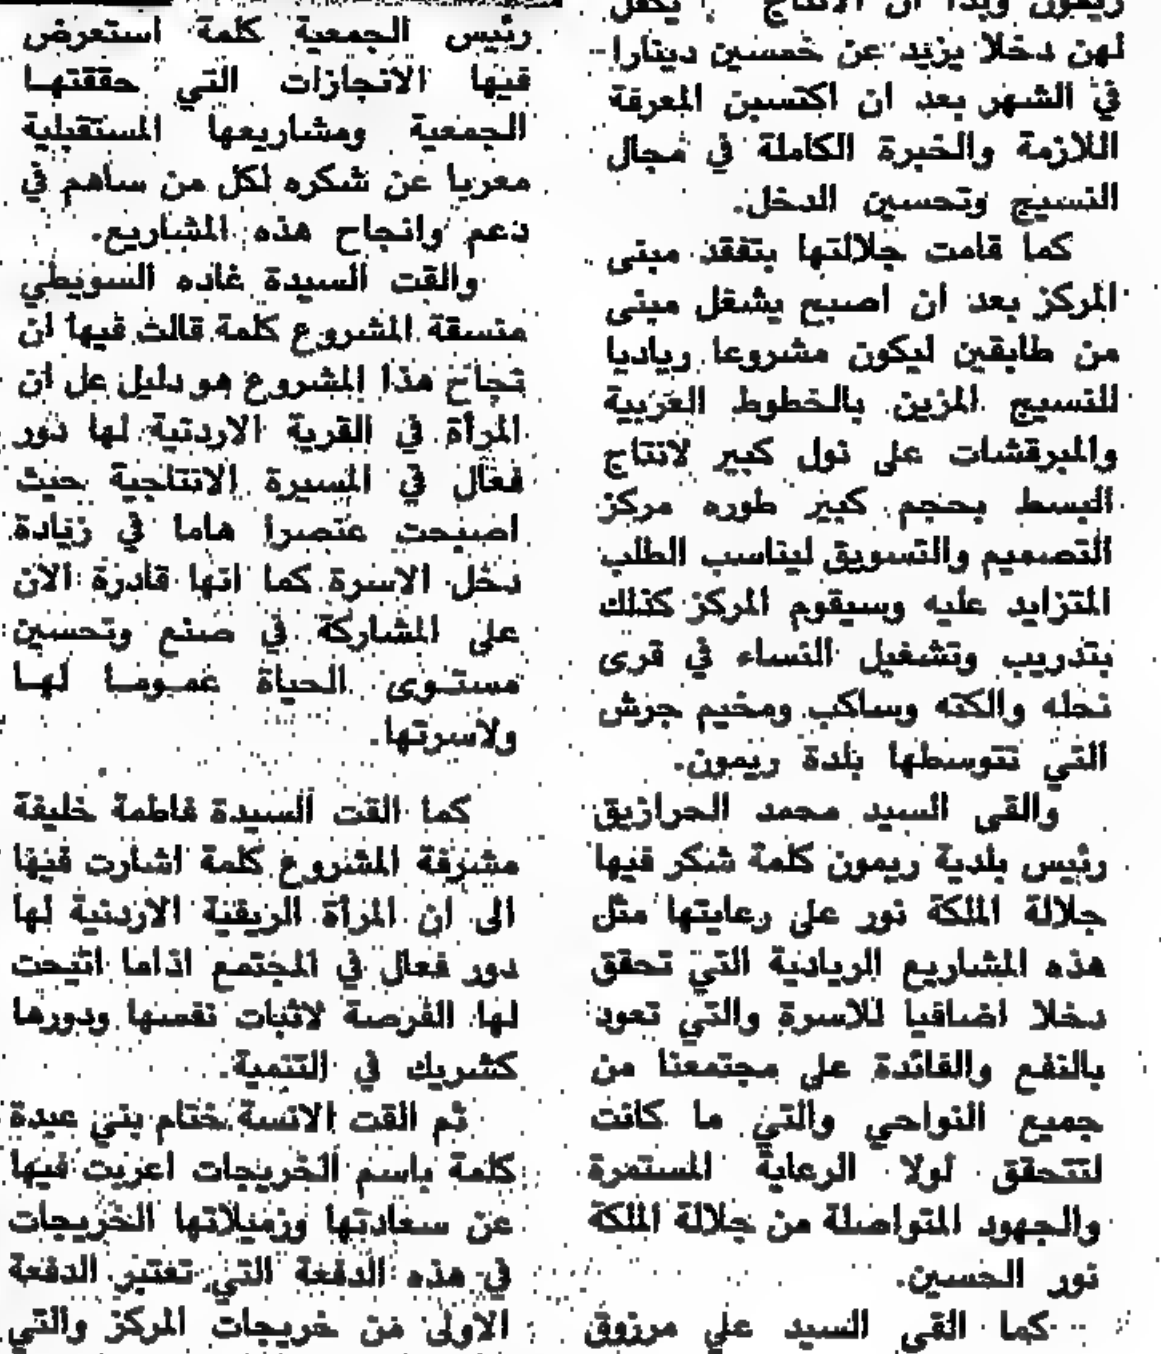 ريمون وبدأ ان الانتاج يكفل
لهن دخلا يزيد عن خمسين دينارا
في الشهر بعد ان اكتسبن المعرفة
اللازمة والخبرة الكاملة في مجال
النسيج وتحسين الدخل.
كما قامت جلالتها بتفقد مبنى
المركز بعد ان اصبح يشغل مبنى
من طابقين ليكون مشروعا رياديا
للنسيج المزين بالخطوط العربية
والمبرقشات على نول كبير لانتاج
البسط بحجم كبير طوره مركز
التصميم والتسويق ليناسب الطلب
المتزايد عليه وسيقوم المركز كذلك
بتدريب وتشغيل النساء في قرى
نحله والكته وساكب ومخيم جرش
التي تتوسطها بلدة ريمون.
والقى السيد محمد الحرازيق
رئيس بلدية ريمون كلمة شكر فيها
جلالة الملكة نور على رعايتها مثل
هذه المشاريع الريادية التي تحقق
دخلا اضافيا للاسرة والتي تعود
بالنفع والفائدة على مجتمعنا من
جميع النواحي والتي ما كانت
لتتحقق لولا الرعاية المستمرة
والجهود المتواصلة من جلالة الملكة
نور الحسين.
كما القى السيد علي مرزوق
رئيس الجمعية كلمة استعرض
فيها الانجازات التي حققتها
الجمعية ومشاريعها المستقبلية
معربا عن شكره لكل من ساهم في
دعم وانجاح هذه المشاريع.
والقت السيدة غاده السويطي
منسقة المشروع كلمة قالت فيها ان
نجاح هذا المشروع هو دليل على ان
المرأة في القرية الاردنية لها دور
فعال في المسيرة الانتاجية حيث
اصبحت عنصرا هاما في زيادة
دخل الاسرة كما انها قادرة الان
على المشاركة في صنع وتحسين
مستوى الحياة عموما لها
ولاسرتها.
كما القت السيدة فاطمة خليفة
مشرفة المشروع كلمة اشارت فيها
الى ان المرأة الريفية الاردنية لها
دور فعال في المجتمع اذاما اتيحت
لها الفرصة لاثبات نفسها ودورها
كشريك في التنمية.
ثم القت الانسة ختام بني عبدة
كلمة باسم الخريجات اعربت فيها
عن سعادتها وزميلاتها الخريجات
في هذه الدفعة التي تعتبر الدفعة
الاولى من خريجات المركز والتي